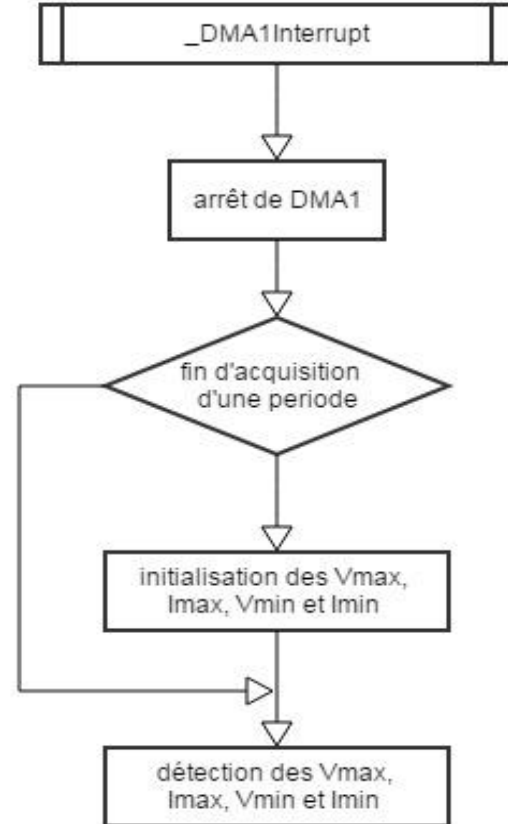 _DMA1Interrupt
arrêt de DMA1
fin d'acquisition
d'une periode
initialisation des Vmax,
Imax, Vmin et Imin
détection des Vmax,
Imax, Vmin et Imin